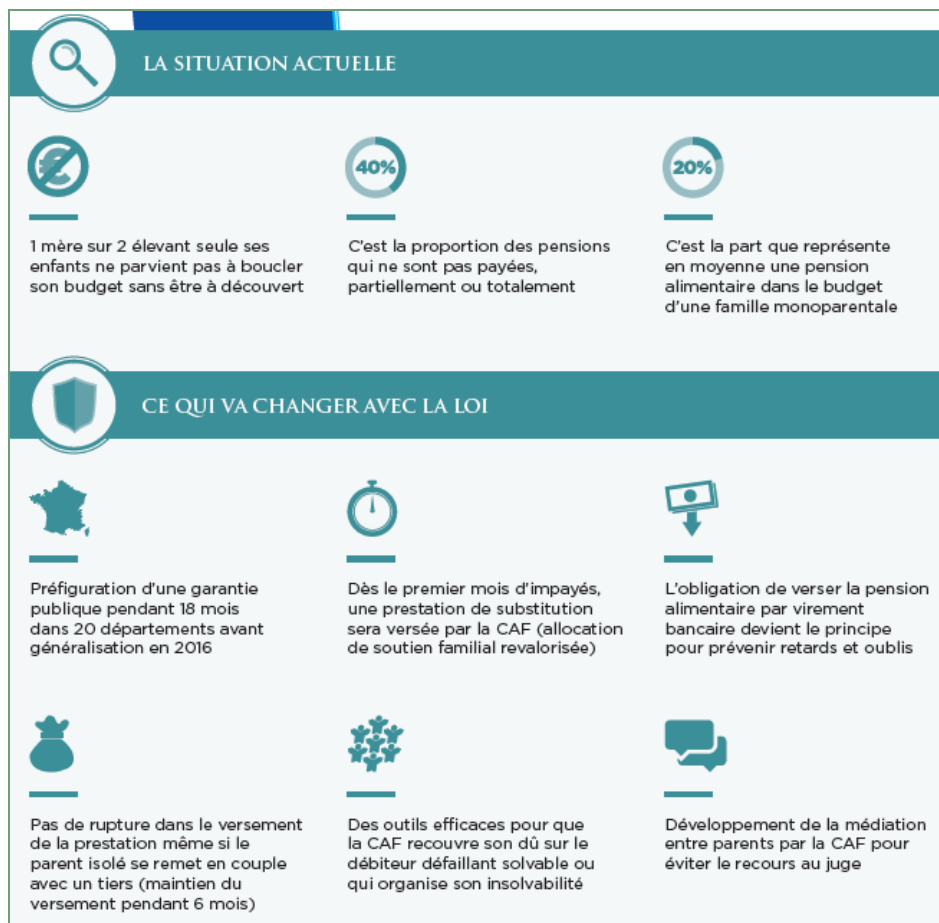 LA SITUATION ACTUELLE
€
1 mère sur 2 élevant seule ses
enfants ne parvient pas à boucler
son budget sans être à découvert
40%
C'est la proportion des pensions
qui ne sont pas payées,
partiellement ou totalement
20%
C'est la part que représente
en moyenne une pension
alimentaire dans le budget
d'une famille monoparentale
CE QUI VA CHANGER AVEC LA LOI
Préfiguration d'une garantie
publique pendant 18 mois
dans 20 départements avant
généralisation en 2016
Dès le premier mois d'impayés,
une prestation de substitution
sera versée par la CAF (allocation
de soutien familial revalorisée)
L'obligation de verser la pension
alimentaire par virement
bancaire devient le principe
pour prévenir retards et oublis
Pas de rupture dans le versement
de la prestation même si le
parent isolé se remet en couple
avec un tiers (maintien du
versement pendant 6 mois)
Des outils efficaces pour que
la CAF recouvre son dû sur le
débiteur défaillant solvable ou
qui organise son insolvabilité
Développement de la médiation
entre parents par la CAF pour
éviter le recours au juge